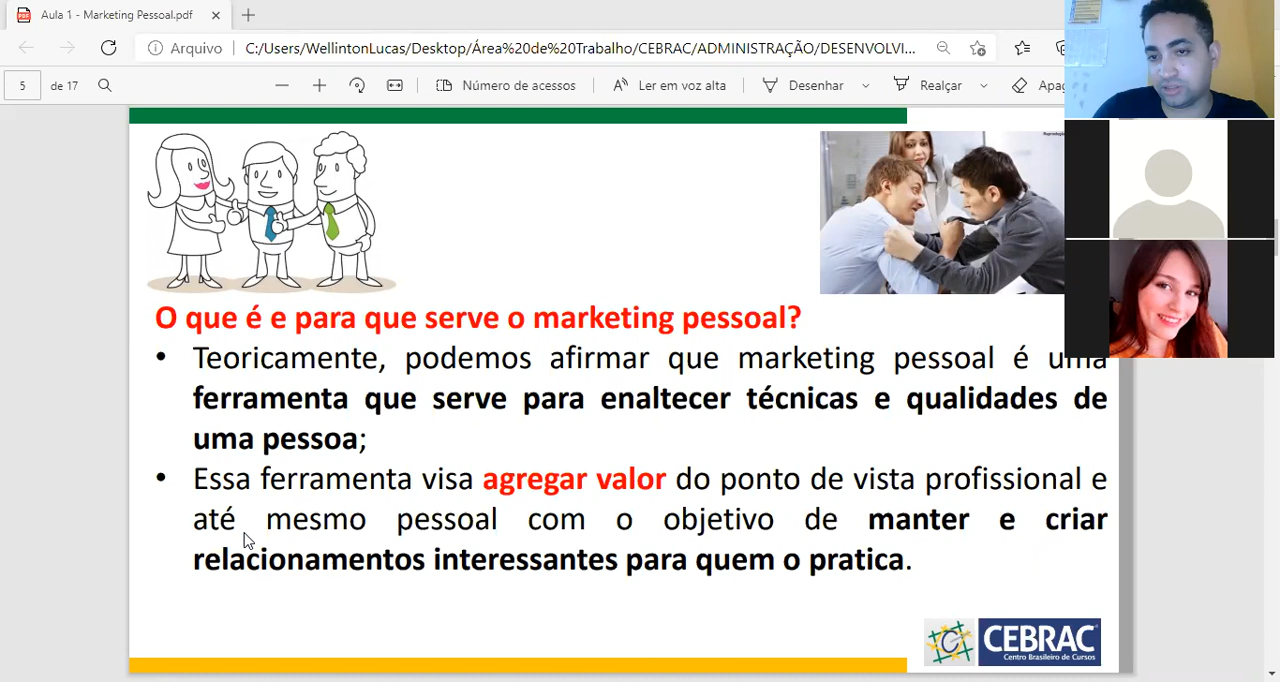 Aula 1 - Marketing Pessoal.pdf
Arquivo
C:/Users/WellintonLucas/Desktop/Área%20de%20Trabalho/CEBRAC/ADMINISTRAÇÃO/DESENVOLVI...
5 de 17
Número de acessos
Ler em voz alta
Desenhar
Realçar
Apag
O que é e para que serve o marketing pessoal?
• Teoricamente, podemos afirmar que marketing pessoal é uma
ferramenta que serve para enaltecer técnicas e qualidades de
uma pessoa;
• Essa ferramenta visa agregar valor do ponto de vista profissional e
até mesmo pessoal com o objetivo de manter e criar
relacionamentos interessantes para quem o pratica.
CEBRAC
Centro Brasileiro de Cursos